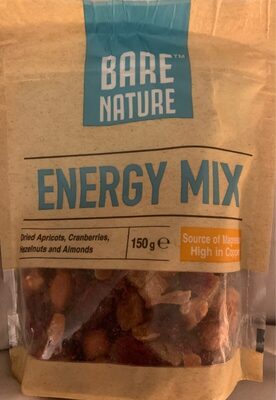 BARE™
NATURE
ENERGY MIX
Dried Apricots, Cranberries,
Hazelnuts and Almonds
150g e
Source of
High in